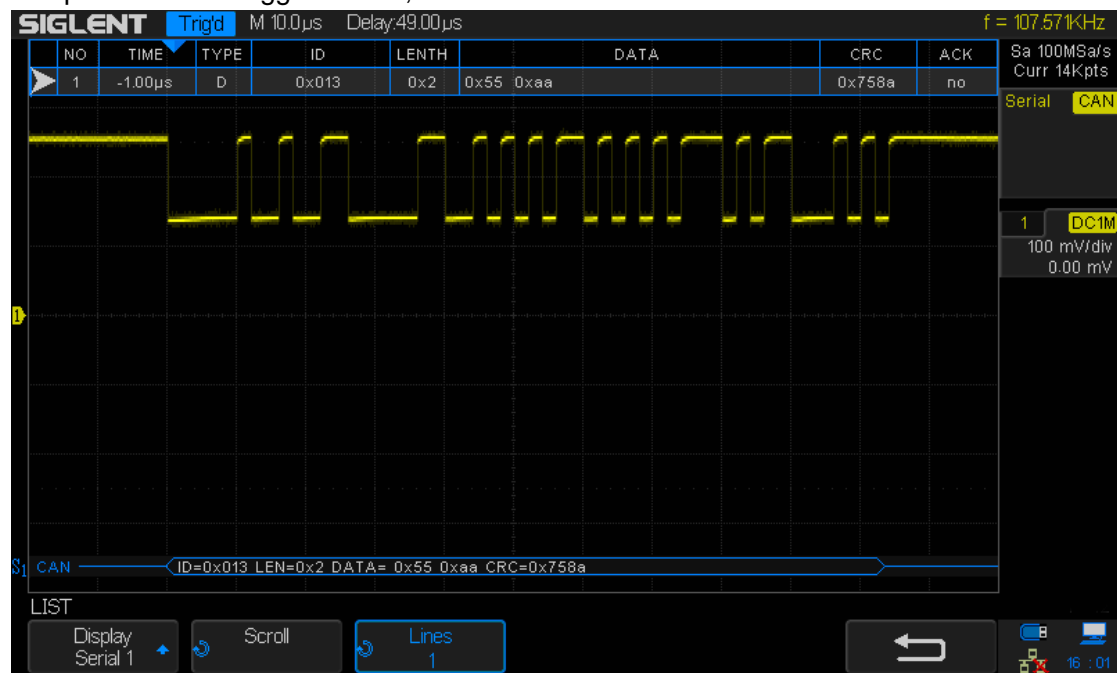 SIGLENT Trig'd M 10.0µs Delay:49.00µs f = 107.571KHz
NO TIME TYPE ID LENTH DATA CRC ACK
1 -1.00µs D 0x013 0x2 0x55 0xaa 0x758a no
Sa 100MSa/s
Curr 14Kpts
Serial CAN
1 DC1M
100 mV/div
0.00 mV
1
S1 CAN ID=0x013 LEN=0x2 DATA= 0x55 0xaa CRC=0x758a
LIST
Display
Serial 1
Scroll
Lines
1
16 : 01